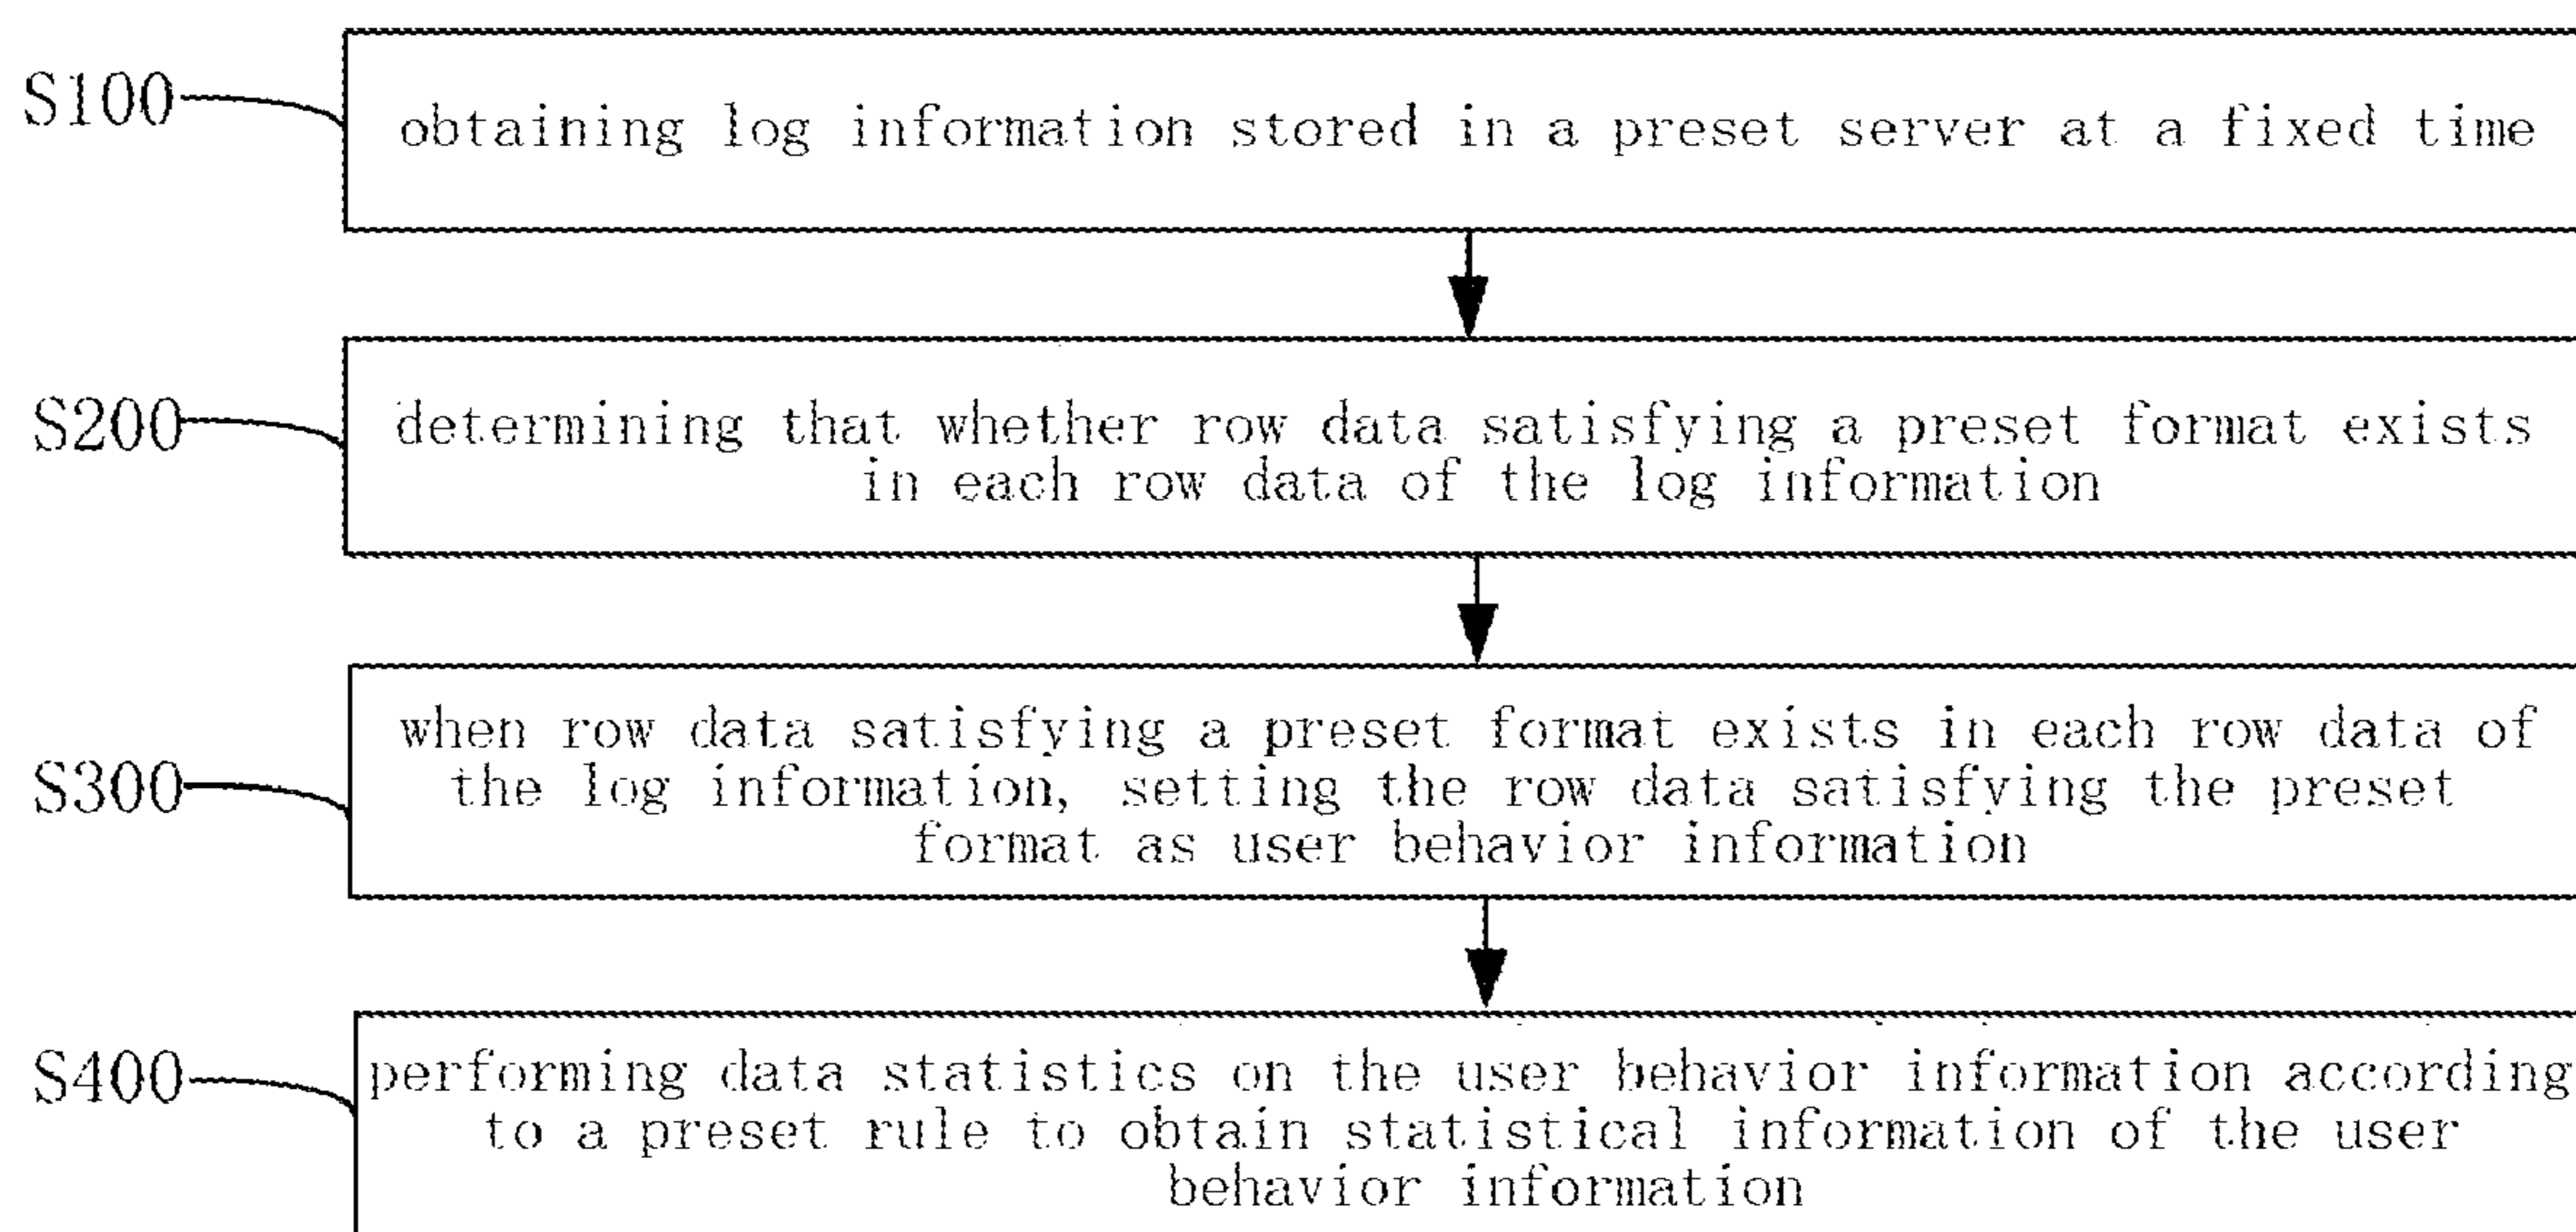 S100
obtaining log information stored in a preset server at a fixed time
S200
determining that whether row data satisfying a preset format exists
in each row data of the log information
S300
when row data satisfying a preset format exists in each row data of
the log information, setting the row data satisfying the preset
format as user behavior information
S400
performing data statistics on the user behavior information according
to a preset rule to obtain statistical information of the user
behavior information